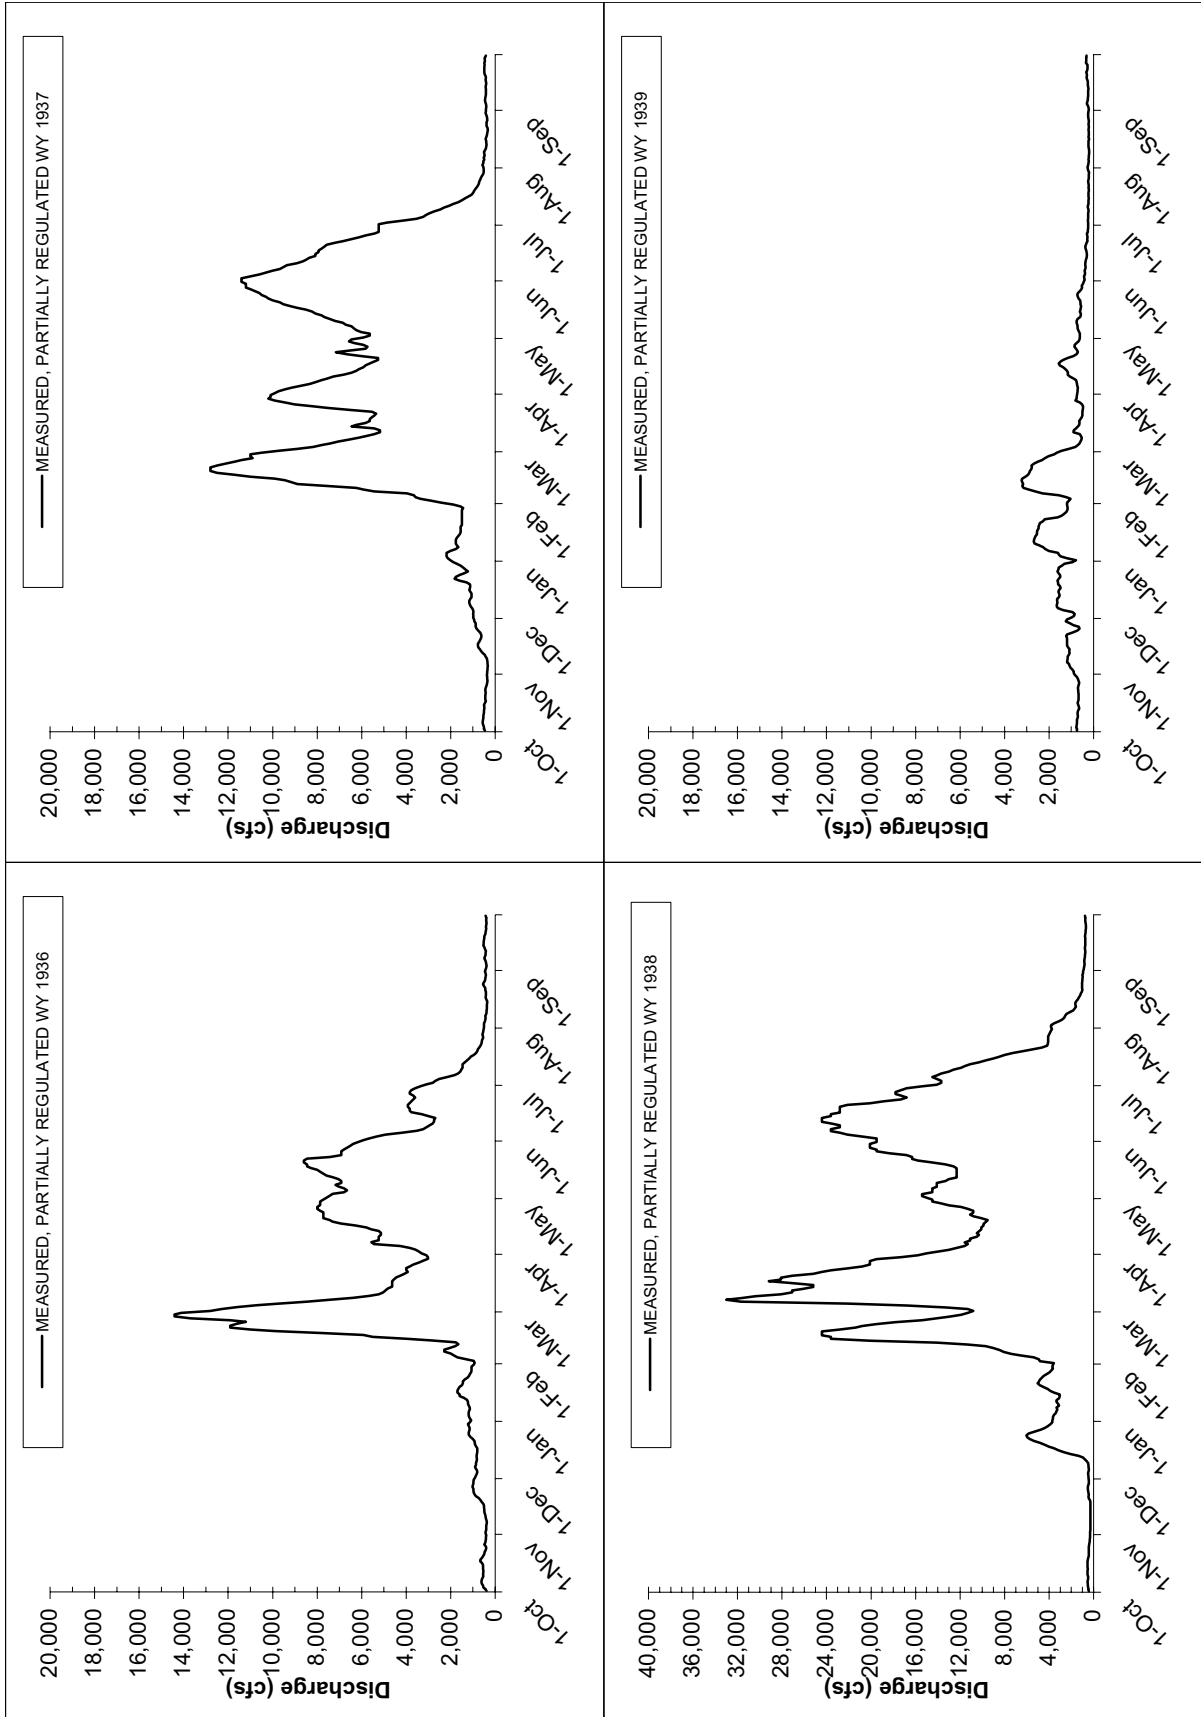 MEASURED, PARTIALLY REGULATED WY 1936
Discharge (cfs)
20,000
18,000
16,000
14,000
12,000
10,000
8,000
6,000
4,000
2,000
0
1-Oct
1-Nov
1-Dec
1-Jan
1-Feb
1-Mar
1-Apr
1-May
1-Jun
1-Jul
1-Aug
1-Sep
MEASURED, PARTIALLY REGULATED WY 1937
Discharge (cfs)
20,000
18,000
16,000
14,000
12,000
10,000
8,000
6,000
4,000
2,000
0
1-Oct
1-Nov
1-Dec
1-Jan
1-Feb
1-Mar
1-Apr
1-May
1-Jun
1-Jul
1-Aug
1-Sep
MEASURED, PARTIALLY REGULATED WY 1938
Discharge (cfs)
40,000
36,000
32,000
28,000
24,000
20,000
16,000
12,000
8,000
4,000
0
1-Oct
1-Nov
1-Dec
1-Jan
1-Feb
1-Mar
1-Apr
1-May
1-Jun
1-Jul
1-Aug
1-Sep
MEASURED, PARTIALLY REGULATED WY 1939
Discharge (cfs)
20,000
18,000
16,000
14,000
12,000
10,000
8,000
6,000
4,000
2,000
0
1-Oct
1-Nov
1-Dec
1-Jan
1-Feb
1-Mar
1-Apr
1-May
1-Jun
1-Jul
1-Aug
1-Sep